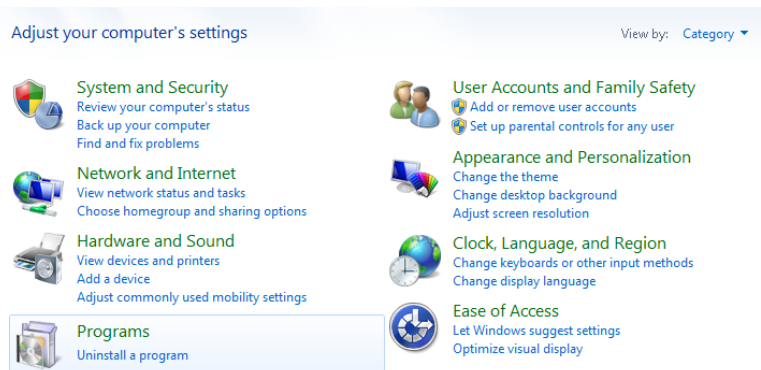 Adjust your computer's settings
View by: Category
System and Security
Review your computer's status
Back up your computer
Find and fix problems
Network and Internet
View network status and tasks
Choose homegroup and sharing options
Hardware and Sound
View devices and printers
Add a device
Adjust commonly used mobility settings
Programs
Uninstall a program
User Accounts and Family Safety
Add or remove user accounts
Set up parental controls for any user
Appearance and Personalization
Change the theme
Change desktop background
Adjust screen resolution
Clock, Language, and Region
Change keyboards or other input methods
Change display language
Ease of Access
Let Windows suggest settings
Optimize visual display